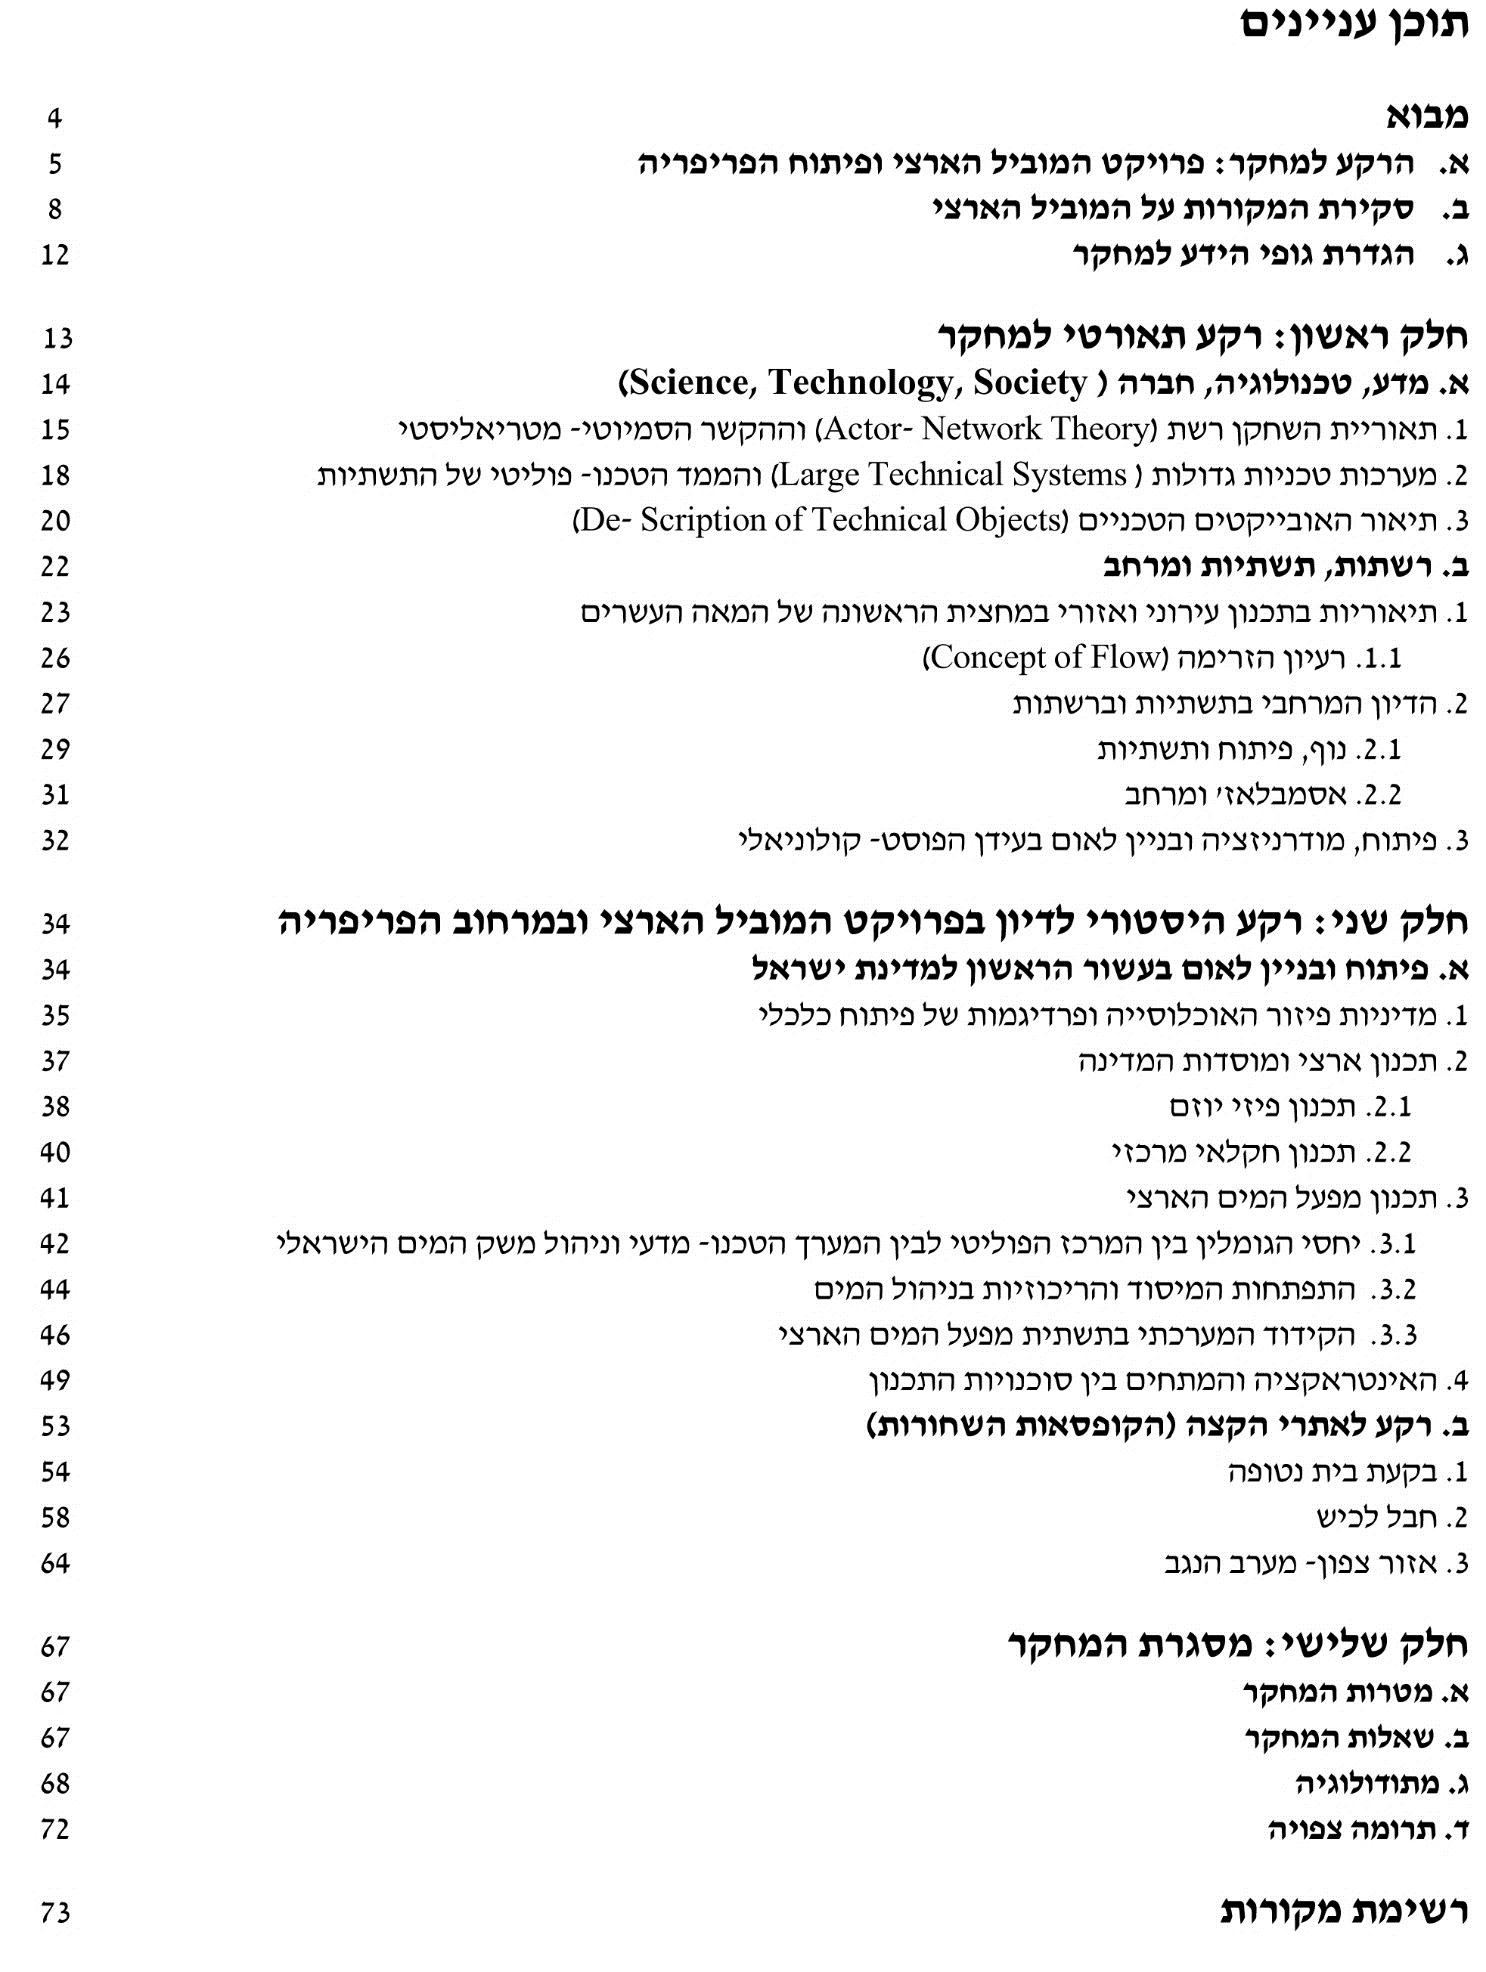 תוכן עניינים
מבוא 4
א. הרקע למחקר: פרויקט המוביל הארצי ופיתוח הפריפריה 5
ב. סקירת המקורות על המוביל הארצי 8
ג. הגדרת גופי הידע למחקר 12
חלק ראשון: רקע תאורטי למחקר 13
א. מדע, טכנולוגיה, חברה ( Science, Technology, Society) 14
1. תאוריית השחקן רשת (Actor- Network Theory) וההקשר הסמיוטי- מטריאליסטי 15
2. מערכות טכניות גדולות ( Large Technical Systems) והממד הטכנו- פוליטי של התשתיות 18
3. תיאור האובייקטים הטכניים (De- Scription of Technical Objects) 20
ב. רשתות, תשתיות ומרחב 22
1. תיאוריות בתכנון עירוני ואזורי במחצית הראשונה של המאה העשרים 23
1.1. רעיון הזרימה (Concept of Flow) 26
2. הדיון המרחבי בתשתיות וברשתות 27
2.1. נוף, פיתוח ותשתיות 29
2.2. אסמבלאז' ומרחב 31
3. פיתוח, מודרניזציה ובניין לאום בעידן הפוסט- קולוניאלי 32
חלק שני: רקע היסטורי לדיון בפרויקט המוביל הארצי ובמרחוב הפריפריה 34
א. פיתוח ובניין לאום בעשור הראשון למדינת ישראל 34
1. מדיניות פיזור האוכלוסייה ופרדיגמות של פיתוח כלכלי 35
2. תכנון ארצי ומוסדות המדינה 37
2.1. תכנון פיזי יוזם 38
2.2. תכנון חקלאי מרכזי 40
3. תכנון מפעל המים הארצי 41
3.1. יחסי הגומלין בין המרכז הפוליטי לבין המערך הטכנו- מדעי וניהול משק המים הישראלי 42
3.2. התפתחות המיסוד והריכוזיות בניהול המים 44
3.3. הקידוד המערכתי בתשתית מפעל המים הארצי 46
4. האינטראקציה והמתחים בין סוכנויות התכנון 49
ב. רקע לאתרי הקצה (הקופסאות השחורות) 53
1. בקעת בית נטופה 54
2. חבל לכיש 58
3. אזור צפון- מערב הנגב 64
חלק שלישי: מסגרת המחקר 67
א. מטרות המחקר 67
ב. שאלות המחקר 67
ג. מתודולוגיה 68
ד. תרומה צפויה 72
רשימת מקורות 73